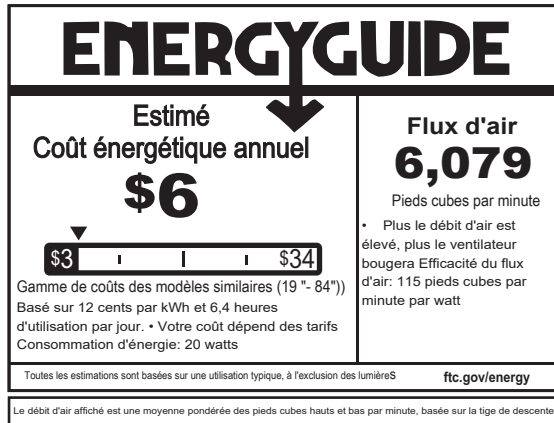 ENERGYGUIDE
Estimé
Coût énergétique annuel
$6
$3
$34
Gamme de coûts des modèles similaires (19 "- 84"))
Basé sur 12 cents par kWh et 6,4 heures
d'utilisation par jour. • Votre coût dépend des tarifs
Consommation d'énergie: 20 watts
Flux d'air
6,079
Pieds cubes par minute
• Plus le débit d'air est
élevé, plus le ventilateur
bougera Efficacité du flux
d'air: 115 pieds cubes par
minute par watt
Toutes les estimations sont basées sur une utilisation typique, à l'exclusion des lumièreS
ftc.gov/energy
Le débit d'air affiché est une moyenne pondérée des pieds cubes hauts et bas par minute, basée sur la tige de descente